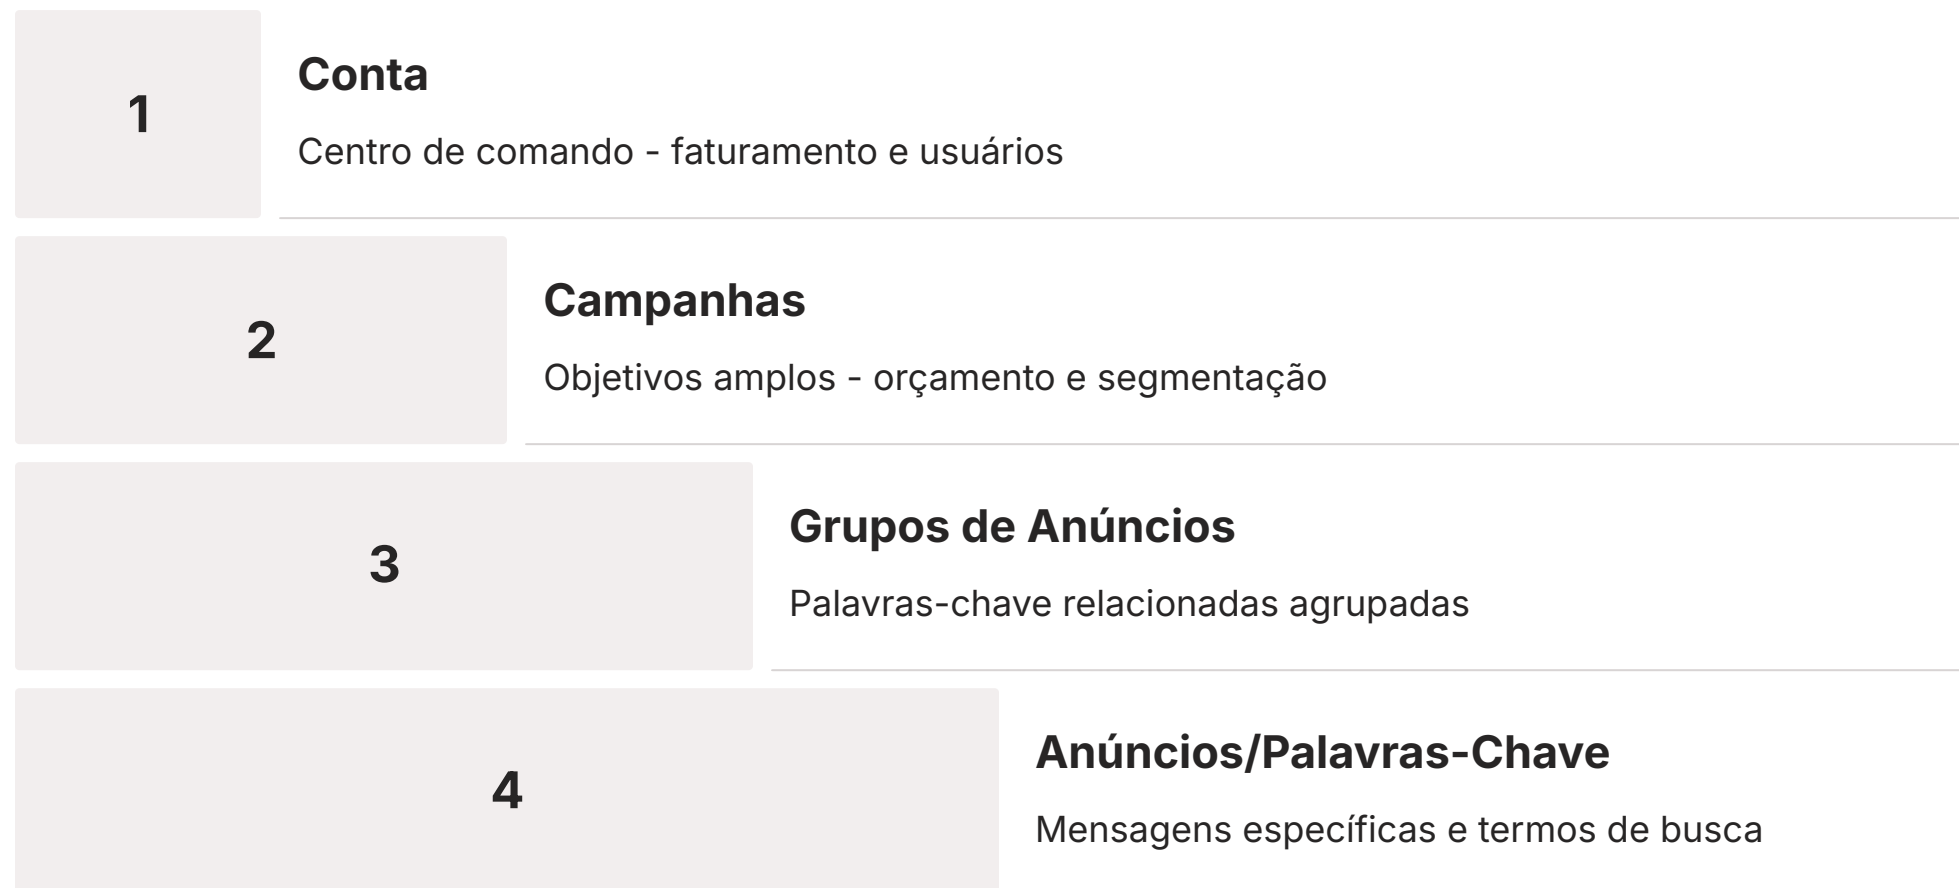 1
Conta
Centro de comando - faturamento e usuários
2
Campanhas
Objetivos amplos - orçamento e segmentação
3
Grupos de Anúncios
Palavras-chave relacionadas agrupadas
4
Anúncios/Palavras-Chave
Mensagens específicas e termos de busca